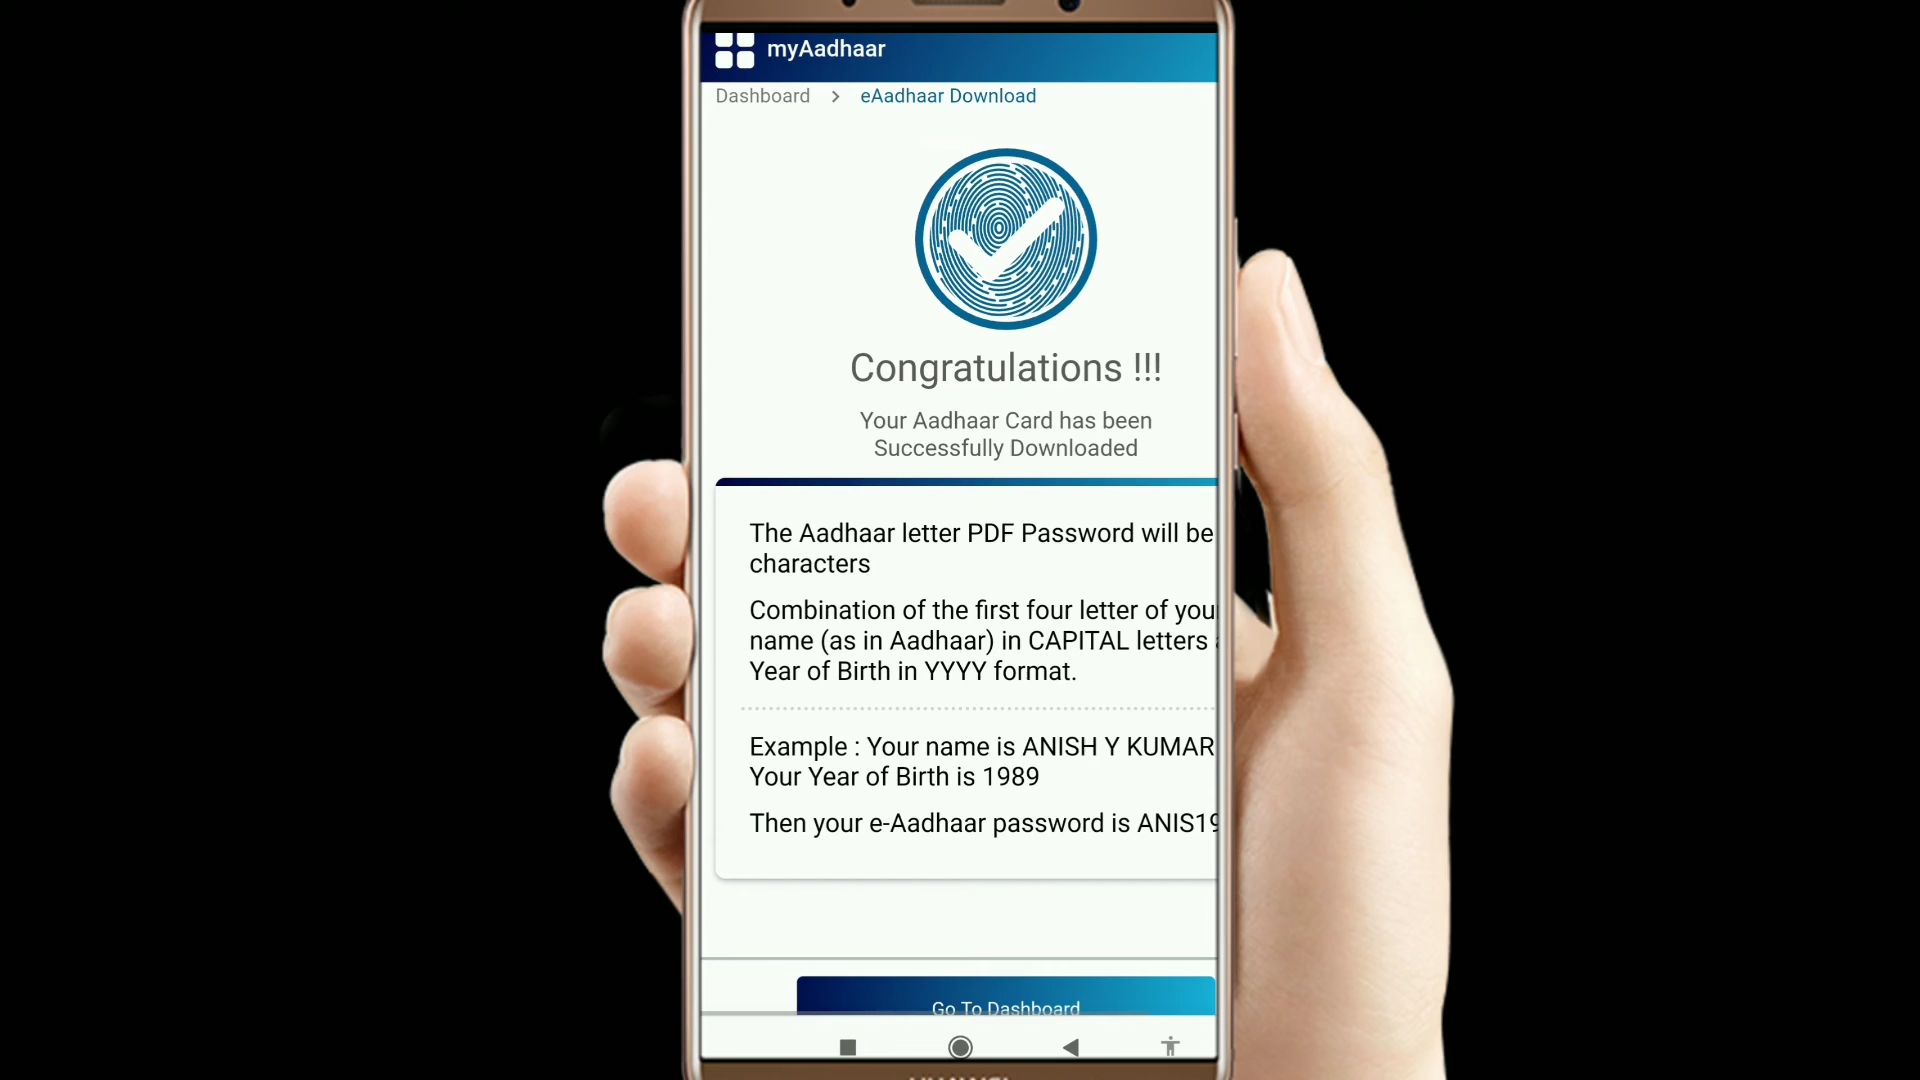 myAadhaar
Dashboard > eAadhaar Download
Congratulations !!!
Your Aadhaar Card has been
Successfully Downloaded
The Aadhaar letter PDF Password will be
characters
Combination of the first four letter of you
name (as in Aadhaar) in CAPITAL letters
Year of Birth in YYYY format.
Example : Your name is ANISH Y KUMAR
Your Year of Birth is 1989
Then your e-Aadhaar password is ANIS19
Go To Dashboard